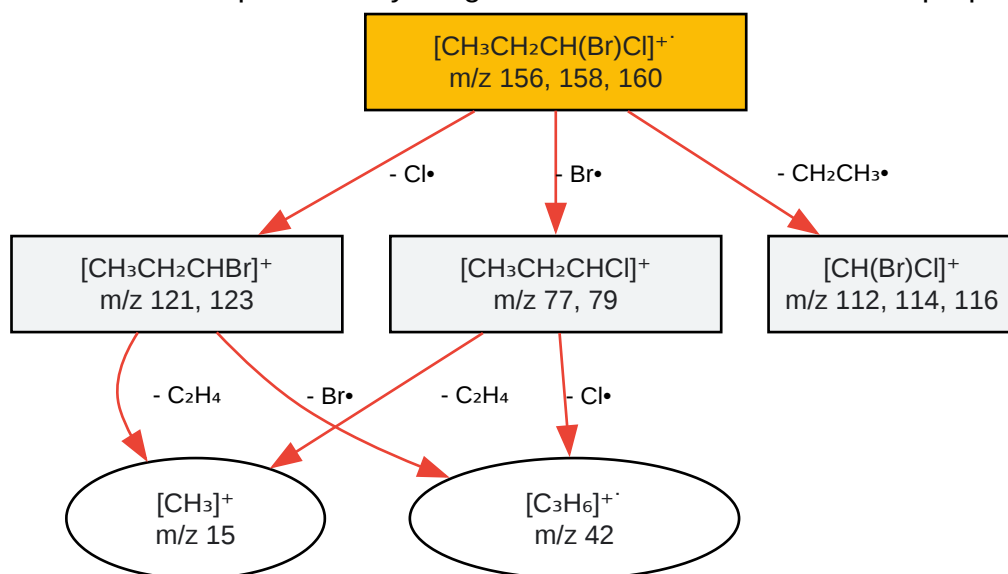 [CH₃CH₂CH(Br)Cl]⁺˙
m/z 156, 158, 160
- Cl•
- Br•
- CH₂CH₃•
[CH₃CH₂CHBr]⁺
m/z 121, 123
[CH₃CH₂CHCl]⁺
m/z 77, 79
[CH(Br)Cl]⁺
m/z 112, 114, 116
- C₂H₄
- Br•
- C₂H₄
- Cl•
[CH₃]⁺
m/z 15
[C₃H₆]⁺˙
m/z 42